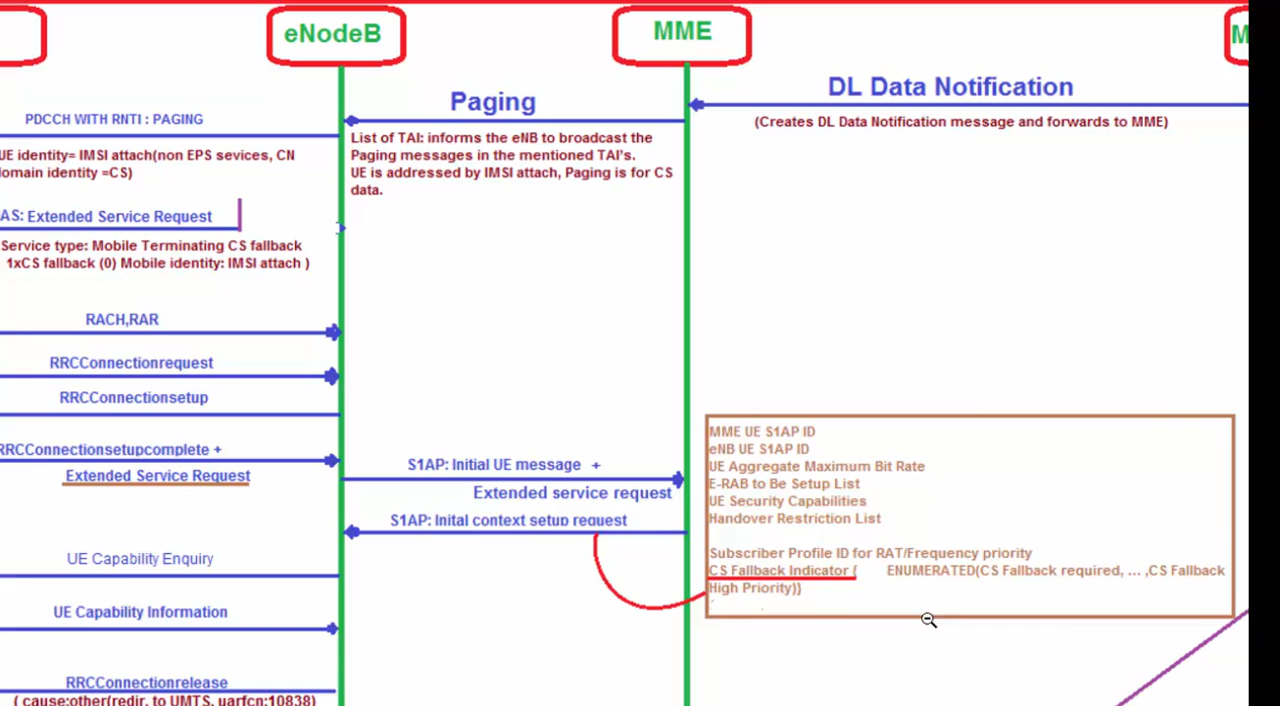 eNodeB
MME
M
DL Data Notification
Paging
PDCCH WITH RNTI : PAGING
(Creates DL Data Notification message and forwards to MME)
List of TAI: informs the eNB to broadcast the
Paging messages in the mentioned TAI's.
UE is addressed by IMSI attach, Paging is for CS
data.
UE identity= IMSI attach(non EPS sevices, CN
omain identity =CS)
AS: Extended Service Request
Service type: Mobile Terminating CS fallback
1xCS fallback (0) Mobile identity: IMSI attach )
RACH,RAR
RRCConnectionrequest
RRCConnectionsetup
RRCConnectionsetupcomplete +
Extended Service Request
S1AP: Initial UE message +
Extended service request
S1AP: Inital context setup request
MME UE S1AP ID
eNB UE S1AP ID
UE Aggregate Maximum Bit Rate
E-RAB to Be Setup List
UE Security Capabilities
Handover Restriction List
Subscriber Profile ID for RAT/Frequency priority
CS Fallback Indicator { ENUMERATED(CS Fallback required, ... ,CS Fallback
High Priority)}
UE Capability Enquiry
UE Capability Information
RRCConnectionrelease
( cause:other(redir. to UMTS, uarfcn:10838)